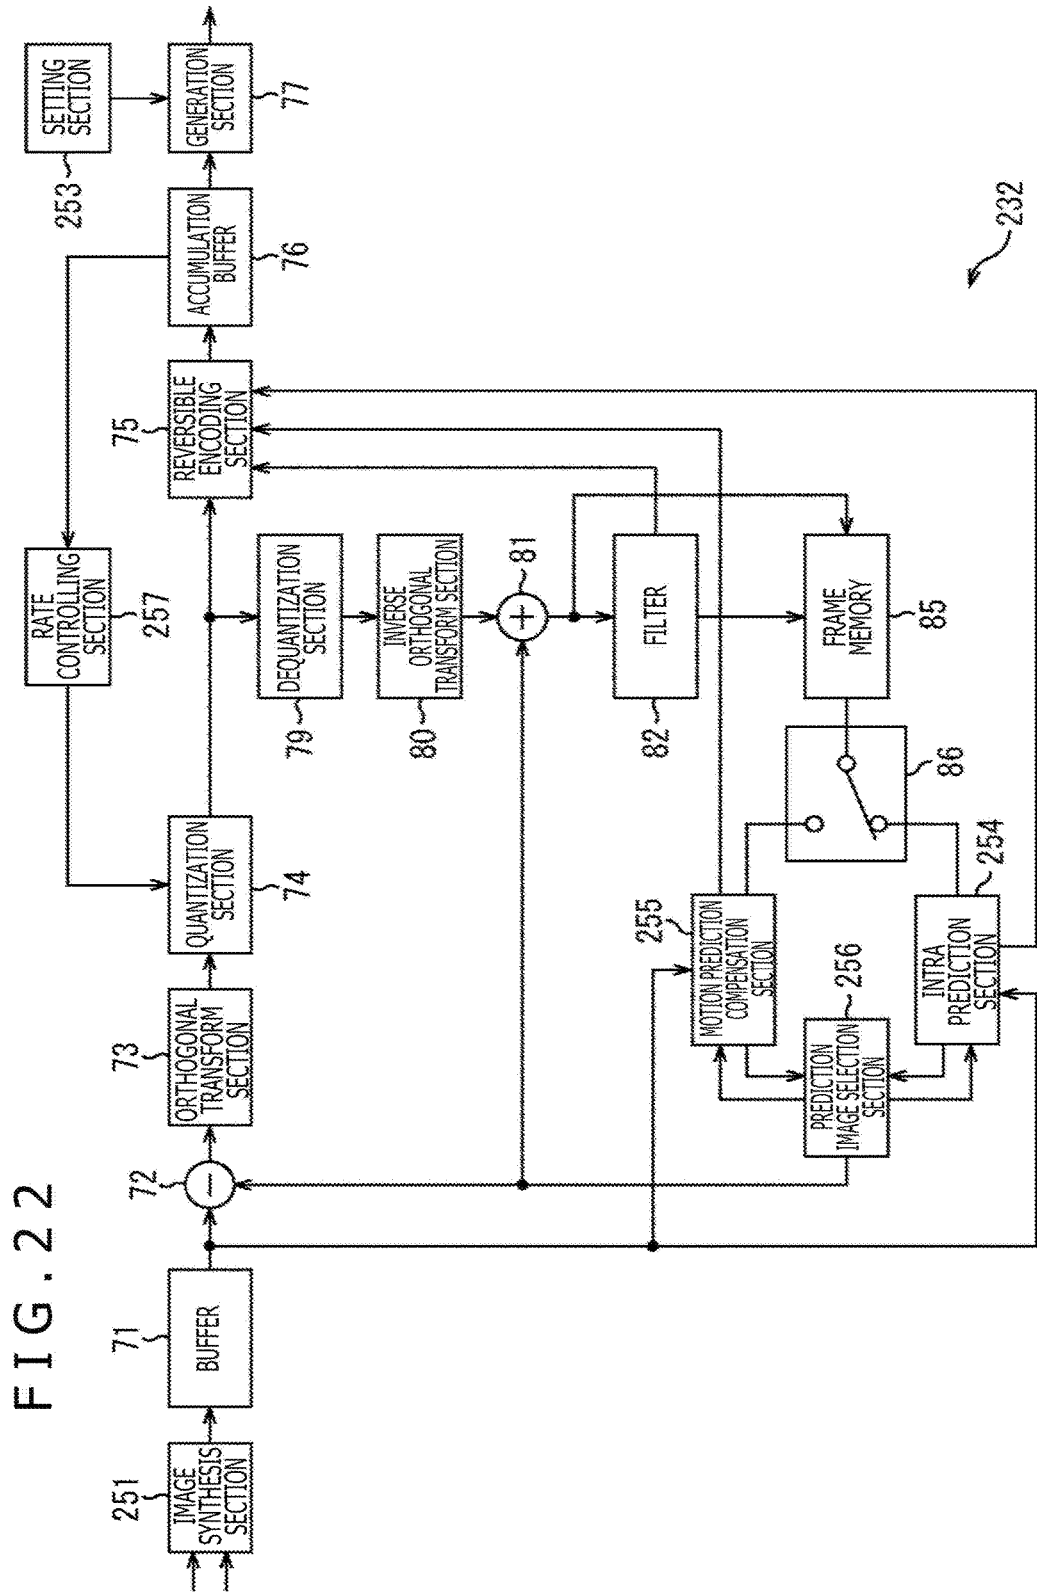 FIG.22
251
IMAGE
SYNTHESIS
SECTION
71
BUFFER
72
−
73
ORTHOGONAL
TRANSFORM
SECTION
QUANTIZATION
SECTION
74
RATE
CONTROLLING
SECTION
257
75
REVERSIBLE
ENCODING
SECTION
ACCUMULATION
BUFFER
76
253
SETTING
SECTION
GENERATION
SECTION
77
79
DEQUANTIZATION
SECTION
80
INVERSE
ORTHOGONAL
TRANSFORM SECTION
+
81
82
FILTER
FRAME
MEMORY
85
86
255
MOTION PREDICTION
COMPENSATION
SECTION
256
PREDICTION
IMAGE SELECTION
SECTION
254
INTRA
PREDICTION
SECTION
232